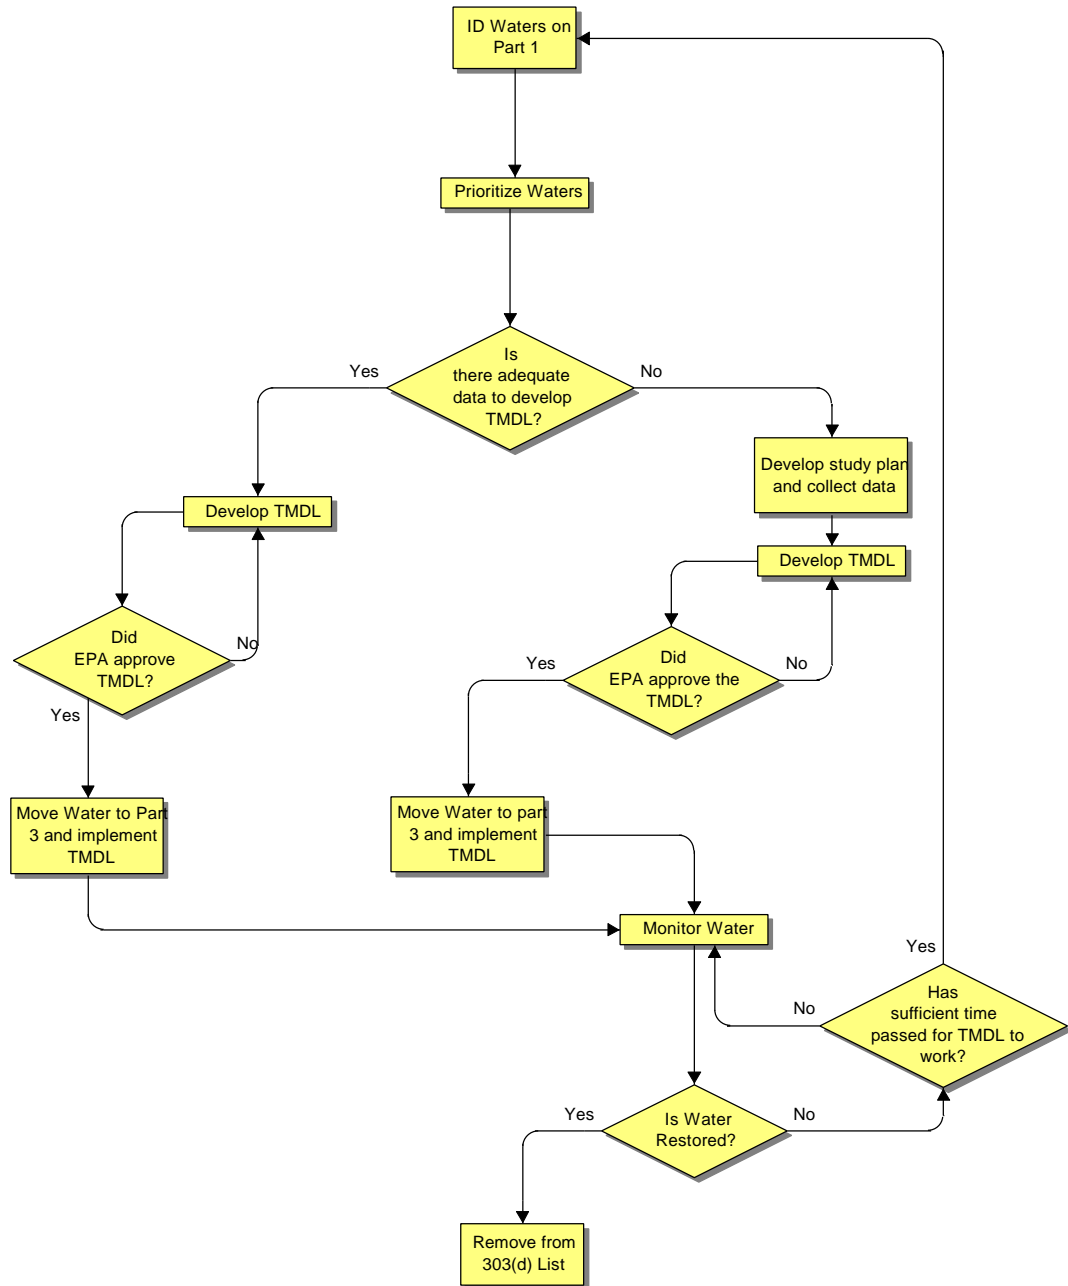 ID Waters on
Part 1
Prioritize Waters
Is
there adequate
data to develop
TMDL?
Yes
No
Develop study plan
and collect data
Develop TMDL
Develop TMDL
Did
EPA approve
TMDL?
No
Yes
Did
EPA approve the
TMDL?
Yes
No
Move Water to Part
3 and implement
TMDL
Move Water to part
3 and implement
TMDL
Monitor Water
Yes
Has
sufficient time
passed for TMDL to
work?
No
Is Water
Restored?
Yes
No
Remove from
303(d) List